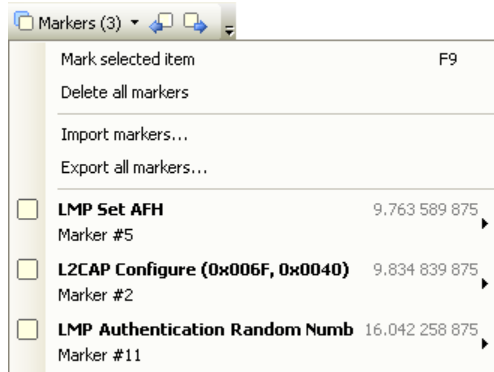 Markers (3)
Mark selected item F9
Delete all markers
Import markers...
Export all markers...
LMP Set AFH 9.763 589 875
Marker #5
L2CAP Configure (0x006F, 0x0040) 9.834 839 875
Marker #2
LMP Authentication Random Numb 16.042 258 875
Marker #11